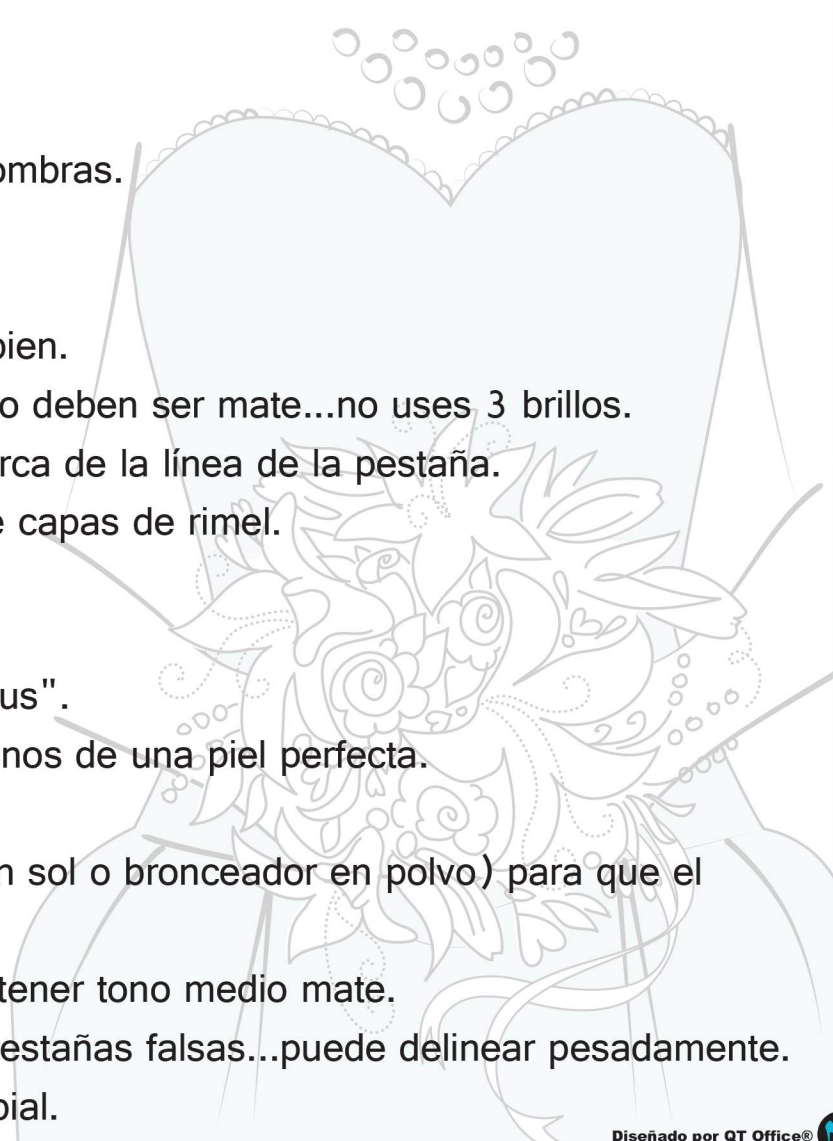 ombras.
bien.
o deben ser mate...no uses 3 brillos.
rca de la línea de la pestaña.
e capas de rimel.
us".
nos de una piel perfecta.
n sol o bronceador en polvo) para que el
tener tono medio mate.
estañas falsas...puede delinear pesadamente.
bial.
Diseñado por QT Office®